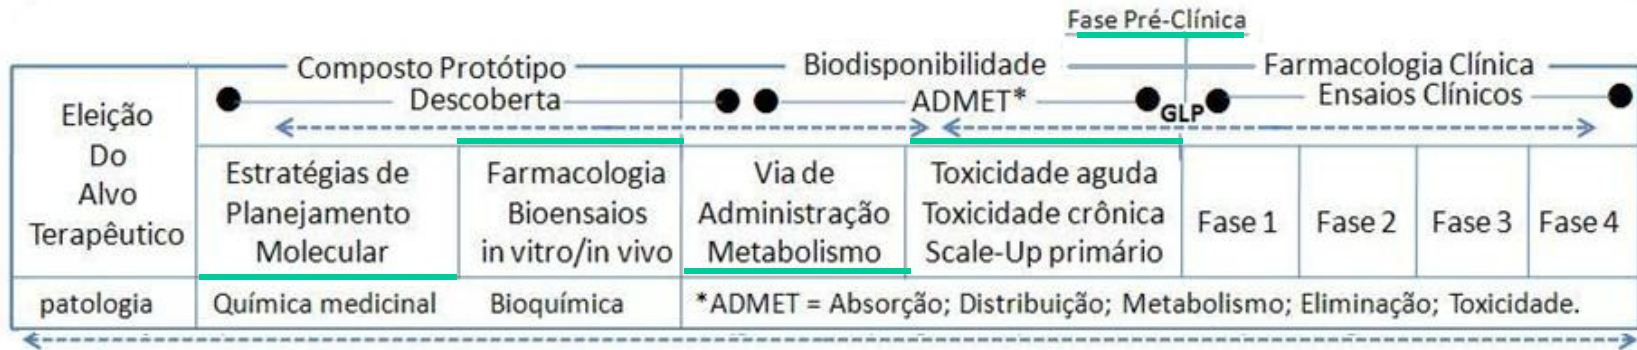 Fase Pré-Clínica
Composto Protótipo
Biodisponibilidade
Farmacologia Clínica
Descoberta
ADMET*
GLP
Ensaios Clínicos
Eleição
Do
Alvo
Terapêutico
Estratégias de
Planejamento
Molecular
Farmacologia
Bioensaios
in vitro/in vivo
Via de
Administração
Metabolismo
Toxicidade aguda
Toxicidade crônica
Scale-Up primário
Fase 1
Fase 2
Fase 3
Fase 4
patologia
Química medicinal
Bioquímica
*ADMET = Absorção; Distribuição; Metabolismo; Eliminação; Toxicidade.